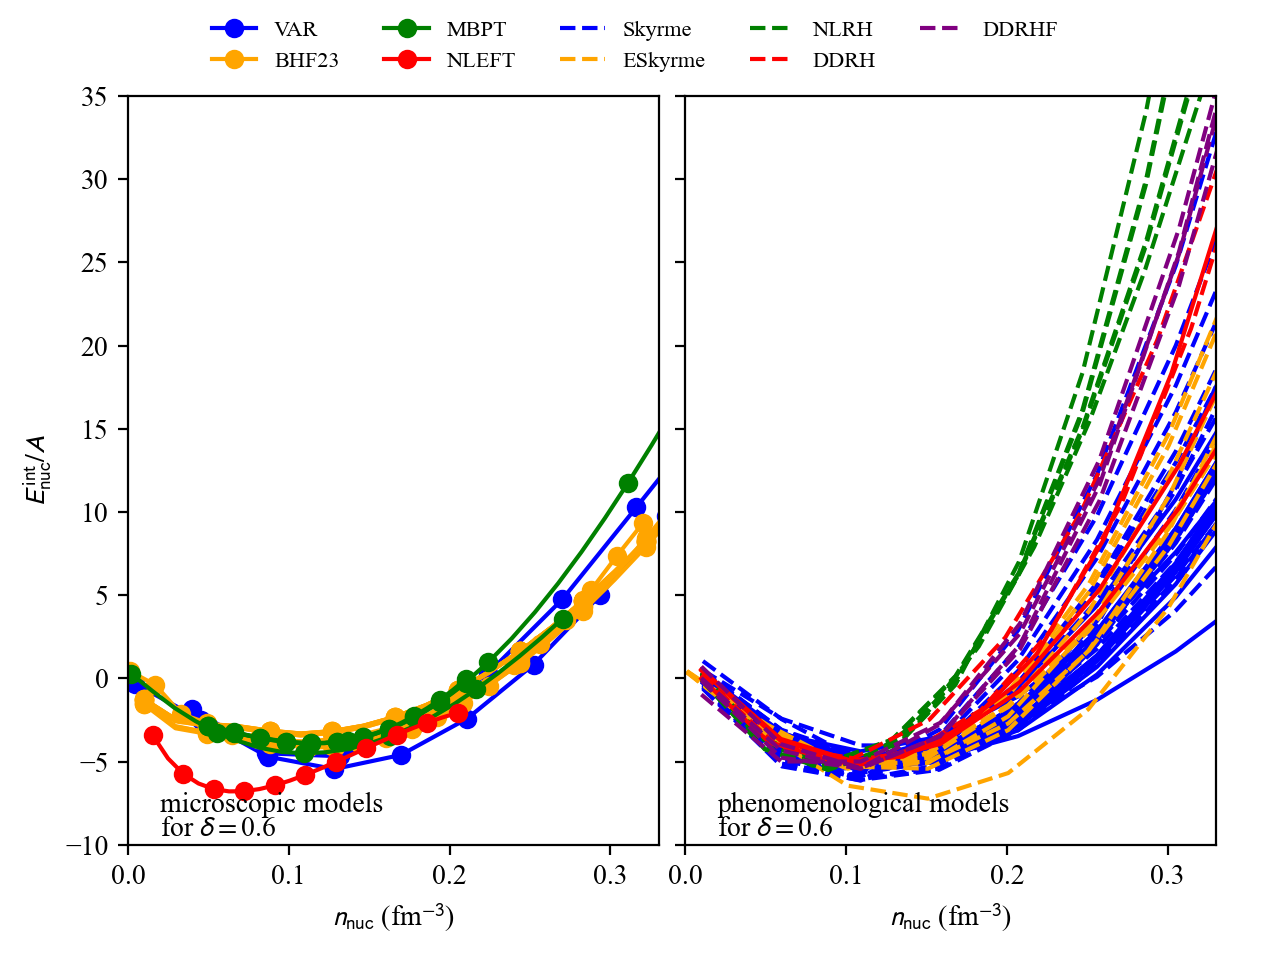 VAR MBPT Skyrme NLRH DDRHF
BHF23 NLEFT ESkyrme DDRH
35
30
25
20
15
10
5
0
−5
−10
E_nuc^int/A
microscopic models
for δ = 0.6
phenomenological models
for δ = 0.6
0.0 0.1 0.2 0.3
0.0 0.1 0.2 0.3
n_nuc (fm⁻³)
n_nuc (fm⁻³)